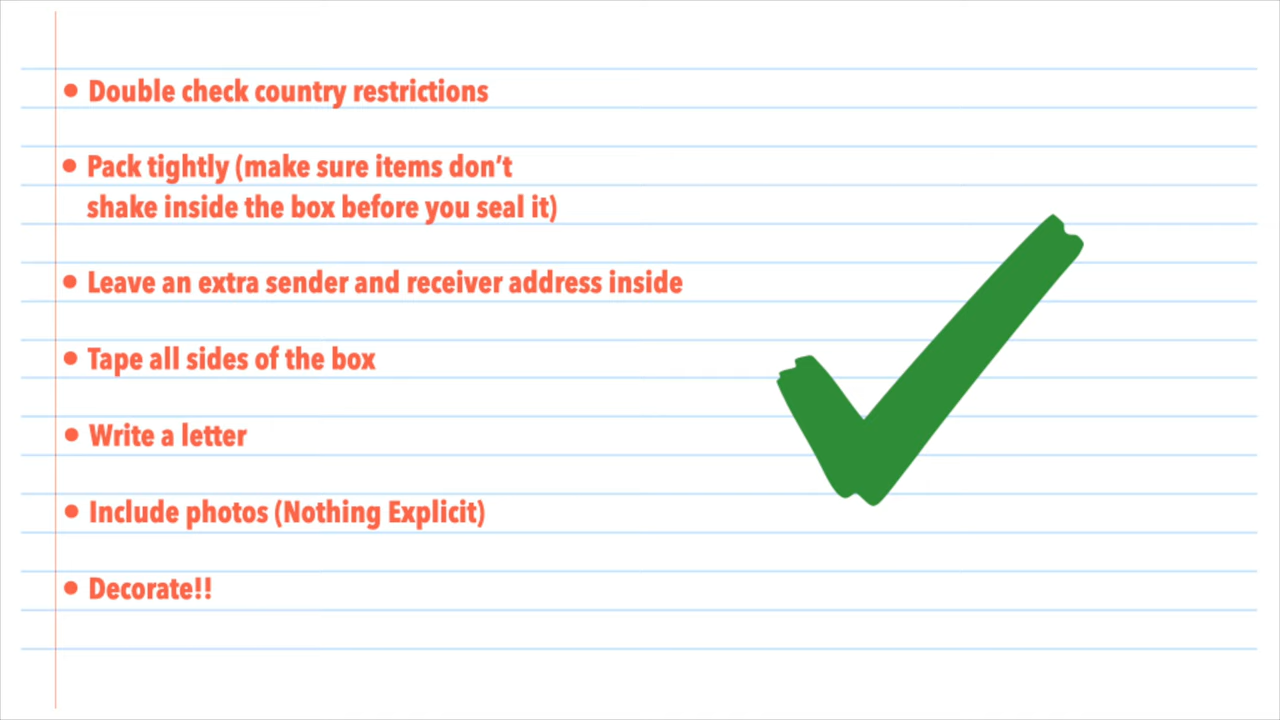 • Double check country restrictions
• Pack tightly (make sure items don’t
shake inside the box before you seal it)
• Leave an extra sender and receiver address inside
• Tape all sides of the box
• Write a letter
• Include photos (Nothing Explicit)
• Decorate!!